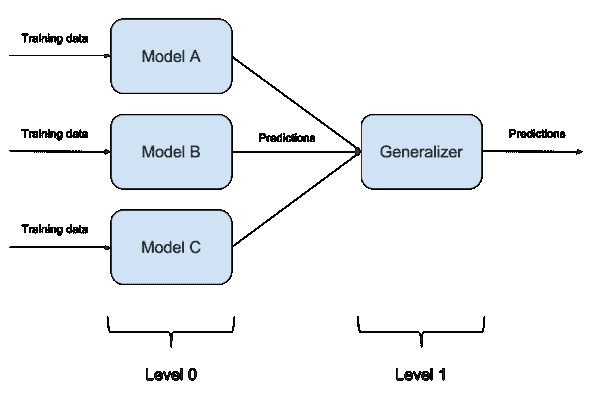 Training data
Model A
Training data
Model B
Predictions
Generalizer
Predictions
Training data
Model C
Level 0
Level 1